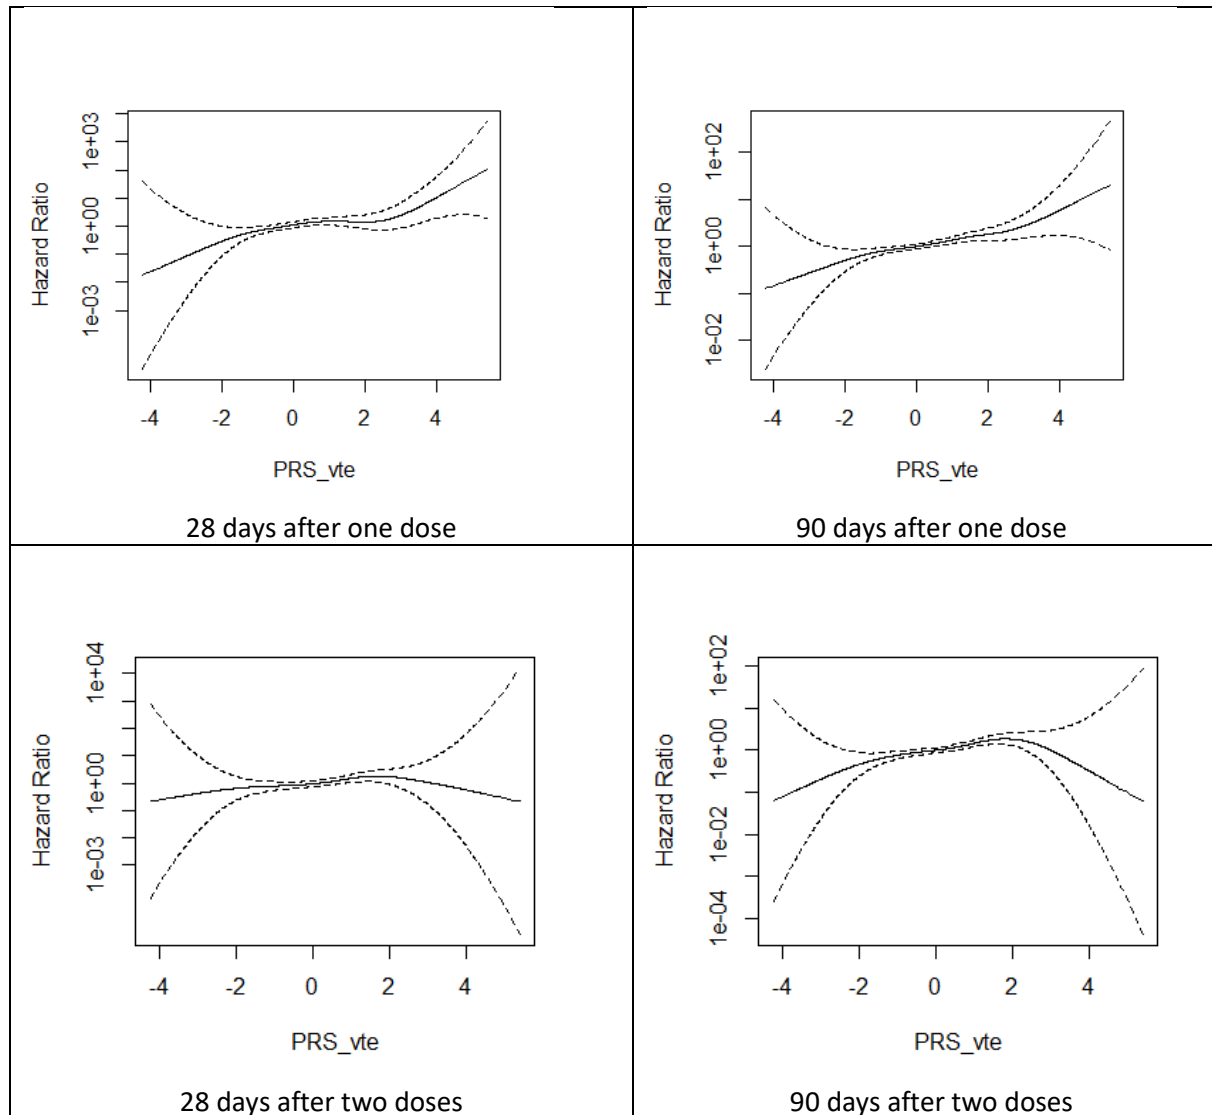 Hazard Ratio
1e+03
1e+00
1e-03
-4 -2 0 2 4
PRS_vte
28 days after one dose
Hazard Ratio
1e+02
1e+00
1e-02
-4 -2 0 2 4
PRS_vte
90 days after one dose
Hazard Ratio
1e+04
1e+00
1e-03
-4 -2 0 2 4
PRS_vte
28 days after two doses
Hazard Ratio
1e+02
1e+00
1e-02
1e-04
-4 -2 0 2 4
PRS_vte
90 days after two doses